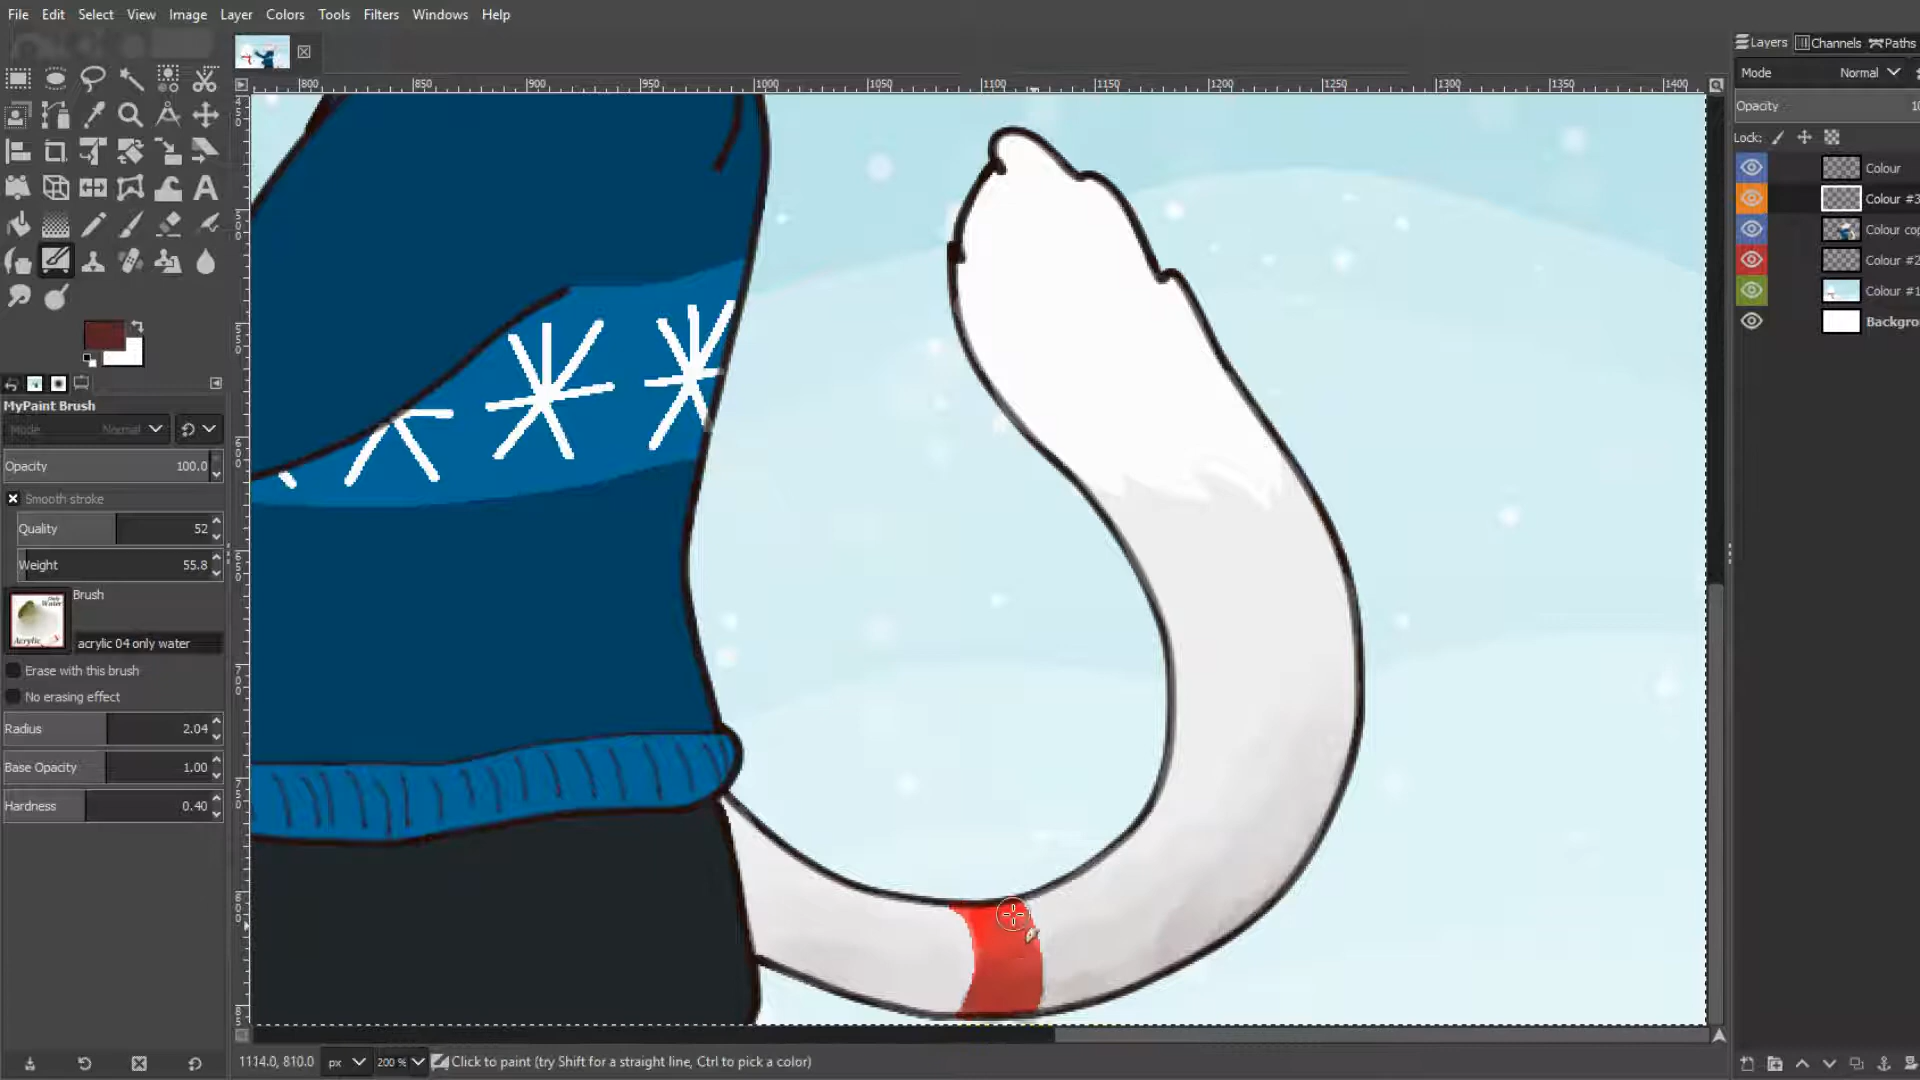 File Edit Select View Image Layer Colors Tools Filters Windows Help
Layers Channels Paths
800 850 900 950 1000 1050 1100 1150 1200 1250 1300 1350 1400
Mode Normal
Opacity 10
Lock:
Colour
Colour #3
Colour cop
Colour #2
Colour #1
Backgro
MyPaint Brush
Mode Normal
Opacity 100.0
Smooth stroke
Quality 52
Weight 55.8
Brush
acrylic 04 only water
Erase with this brush
No erasing effect
Radius 2.04
Base Opacity 1.00
Hardness 0.40
1114.0, 810.0 px 200 % Click to paint (try Shift for a straight line, Ctrl to pick a color)